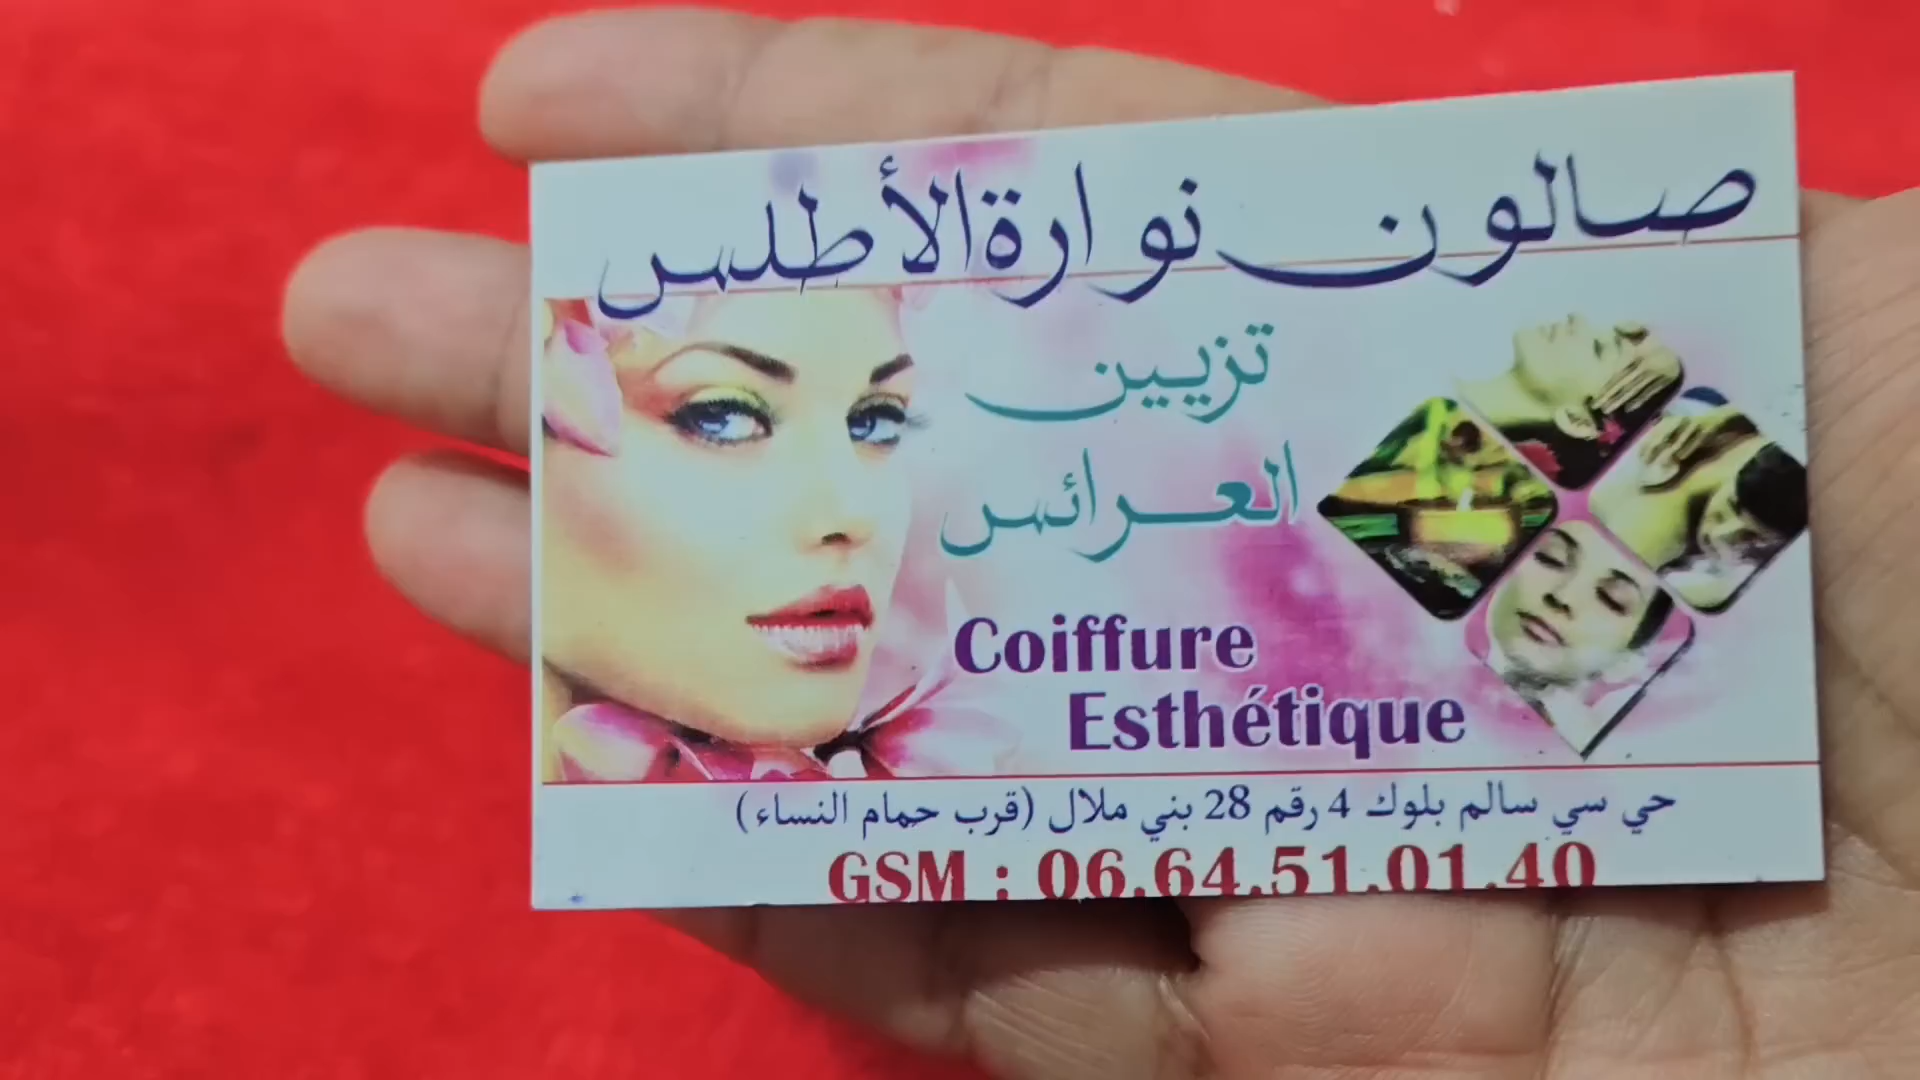 صالون نوارة الأطلس
تزيين
العرائس
Coiffure
Esthétique
حي سي سالم بلوك 4 رقم 28 بني ملال (قرب حمام النساء)
GSM : 06.64.51.01.40